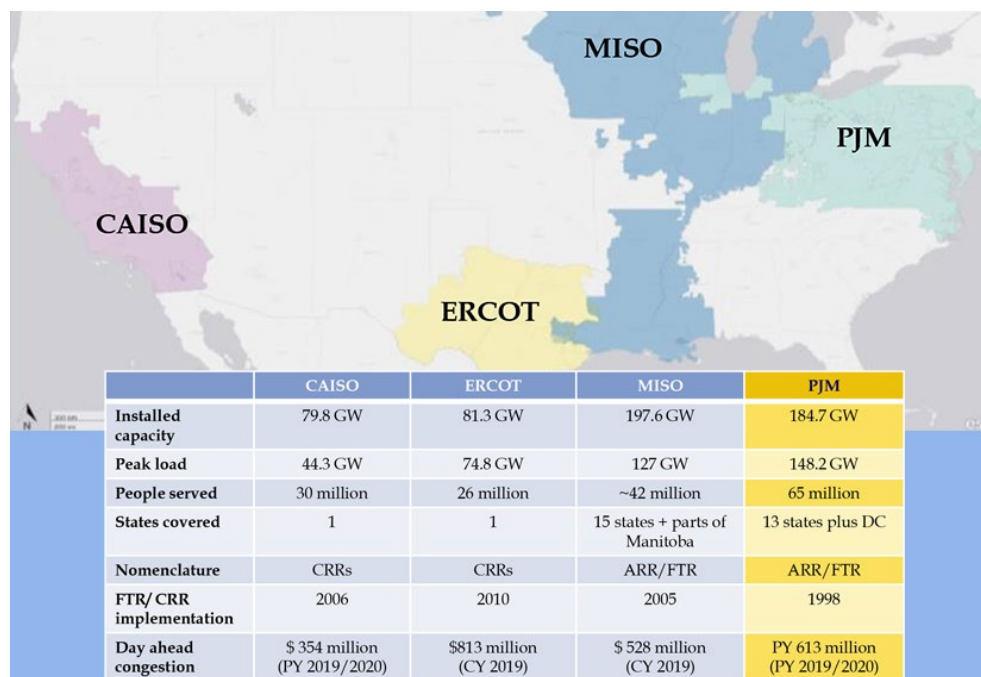 MISO
PJM
CAISO
ERCOT
N
CAISO
ERCOT
MISO
PJM
Installed
capacity
79.8 GW
81.3 GW
197.6 GW
184.7 GW
Peak load
44.3 GW
74.8 GW
127 GW
148.2 GW
People served
30 million
26 million
~42 million
65 million
States covered
1
1
15 states + parts of
Manitoba
13 states plus DC
Nomenclature
CRRs
CRRs
ARR/FTR
ARR/FTR
FTR/ CRR
implementation
2006
2010
2005
1998
Day ahead
congestion
$ 354 million
(PY 2019/2020)
$813 million
(CY 2019)
$ 528 million
(CY 2019)
PY 613 million
(PY 2019/2020)